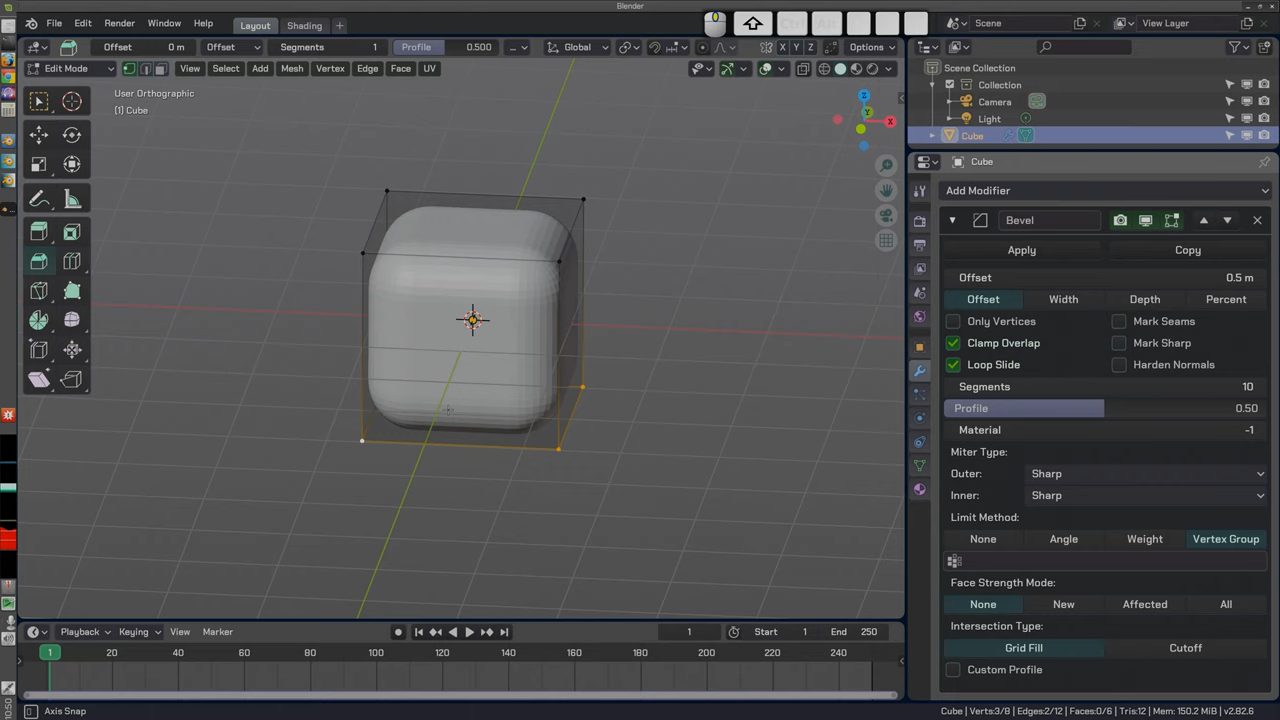 Blender
File Edit Render Window Help Layout Shading + Ctrl Alt Scene View Layer
Offset 0 m Offset Segments 1 Profile 0.500 Global X Y Z Options
Edit Mode View Select Add Mesh Vertex Edge Face UV
Scene Collection
Collection
Camera
Light
Cube
User Orthographic
(1) Cube
Z
Y
X
Cube
Add Modifier
Bevel
Apply Copy
Offset 0.5 m
Offset Width Depth Percent
Only Vertices Mark Seams
Clamp Overlap Mark Sharp
Loop Slide Harden Normals
Segments 10
Profile 0.50
Material -1
Miter Type:
Outer: Sharp
Inner: Sharp
Limit Method:
None Angle Weight Vertex Group
Face Strength Mode:
None New Affected All
Intersection Type:
Grid Fill Cutoff
Custom Profile
Playback Keying View Marker 1 Start 1 End 250
1 20 40 60 80 100 120 140 160 180 200 220 240
10:50
Axis Snap Cube | Verts:3/8 | Edges:2/12 | Faces:0/6 | Tris:12 | Mem: 150.2 MiB | v2.82.6